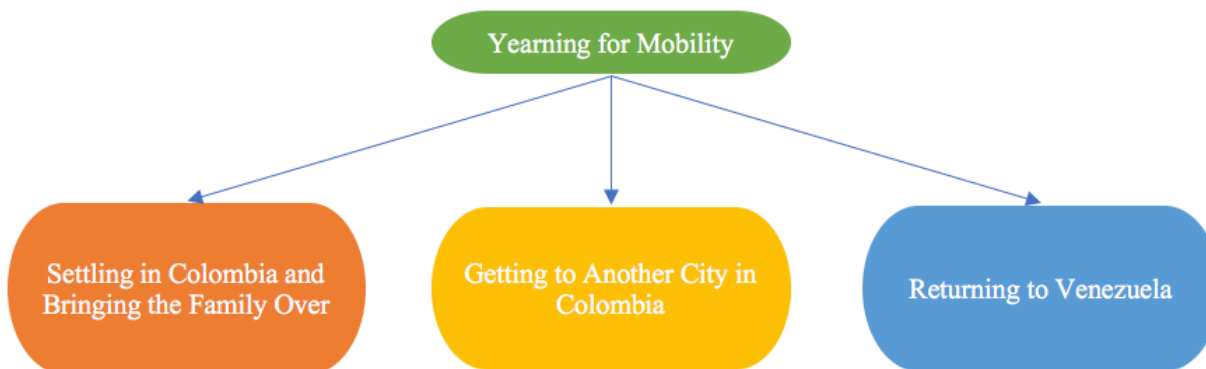 Yearning for Mobility
Settling in Colombia and
Bringing the Family Over
Getting to Another City in
Colombia
Returning to Venezuela